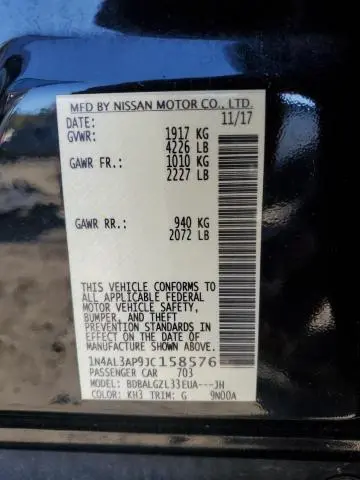 MFD BY NISSAN MOTOR CO., LTD.
DATE: 11/17
GVWR: 1917 KG
4226 LB
GAWR FR.: 1010 KG
2227 LB
GAWR RR.: 940 KG
2072 LB
THIS VEHICLE CONFORMS TO
ALL APPLICABLE FEDERAL
MOTOR VEHICLE SAFETY,
BUMPER, AND THEFT
PREVENTION STANDARDS IN
EFFECT ON THE DATE OF
MANUFACTURE SHOWN ABOVE.
1N4AL3AP9JC158576
PASSENGER CAR 703
MODEL: BDBALGZL33EUA---JH
COLOR: KH3 TRIM: G 9N00A